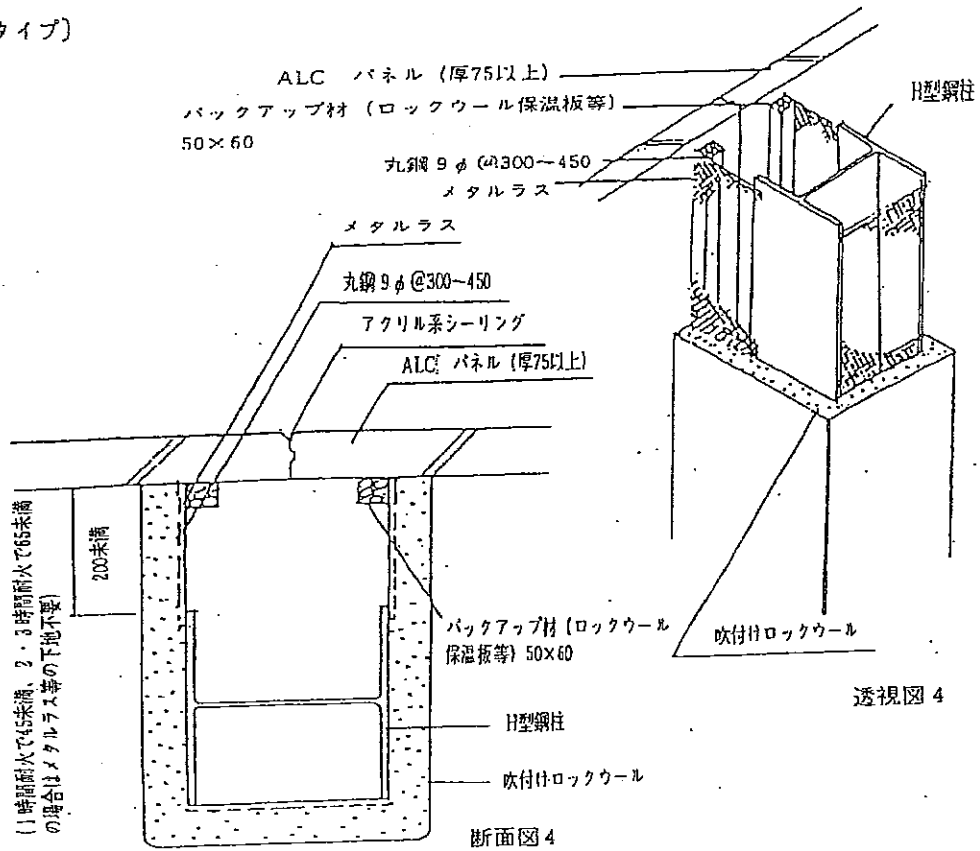 タイプ〕
ALC パネル (厚75以上)
バックアップ材 (ロックウール保温板等)
50×60
丸鋼 9φ @300〜450
メタルラス
H型鋼柱
メタルラス
丸鋼 9φ@300〜450
アクリル系シーリング
ALC パネル (厚75以上)
200未満
(1時間耐火で45未満、2・3時間耐火で65未満
の場合はメタルラス等の下地不要)
バックアップ材 (ロックウール
保温板等) 50×60
H型鋼柱
吹付けロックウール
断面図4
吹付けロックウール
透視図4